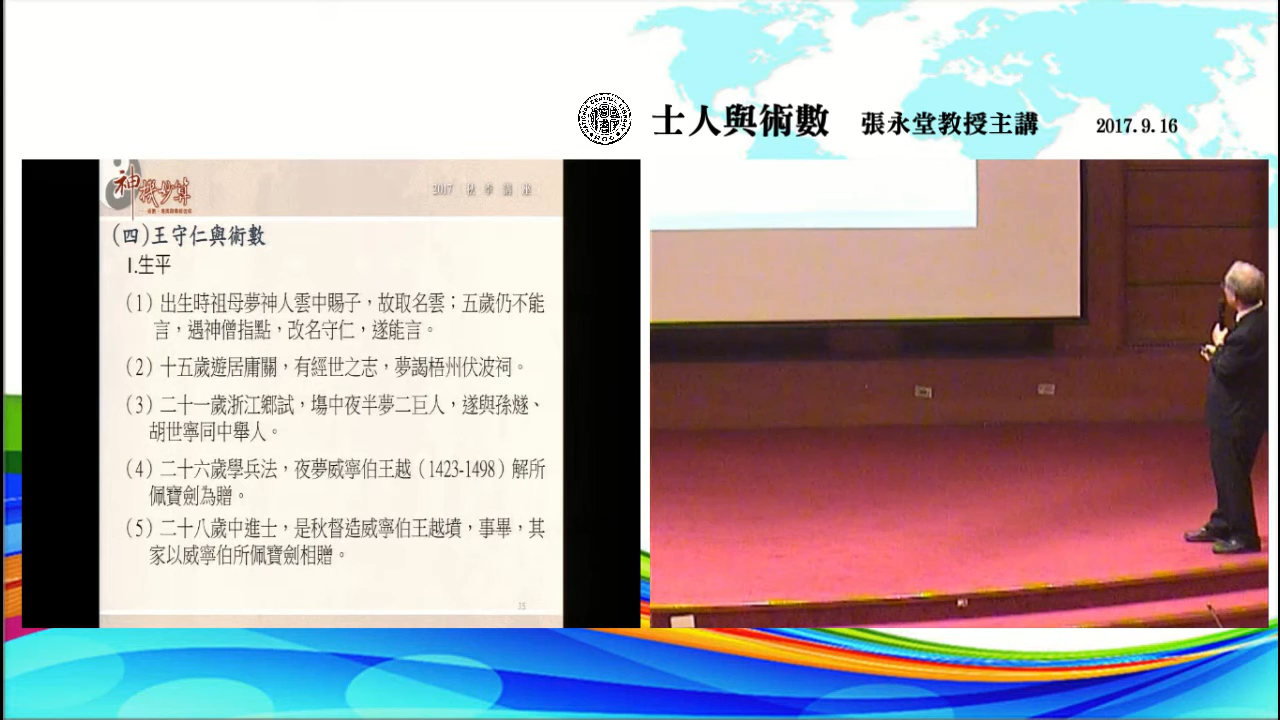 士人與術數 張永堂教授主講 2017.9.16
神機妙算
2017 秋季講座
(四)王守仁與術數
1.生平
(1) 出生時祖母夢神人雲中賜子，故取名雲；五歲仍不能
言，遇神僧指點，改名守仁，遂能言。
(2) 十五歲遊居庸關，有經世之志，夢謁梧州伏波祠。
(3) 二十一歲浙江鄉試，塲中夜半夢二巨人，遂與孫燧、
胡世寧同中舉人。
(4) 二十六歲學兵法，夜夢威寧伯王越（1423-1498）解所
佩寶劍為贈。
(5) 二十八歲中進士，是秋督造威寧伯王越墳，事畢，其
家以威寧伯所佩寶劍相贈。
35